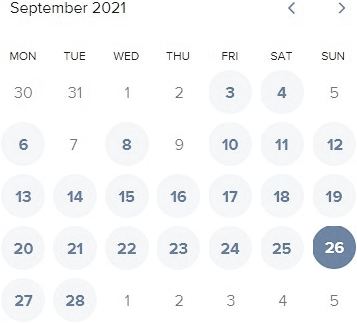 September 2021
MON TUE WED THU FRI SAT SUN
30 31 1 2 3 4 5
6 7 8 9 10 11 12
13 14 15 16 17 18 19
20 21 22 23 24 25 26
27 28 1 2 3 4 5